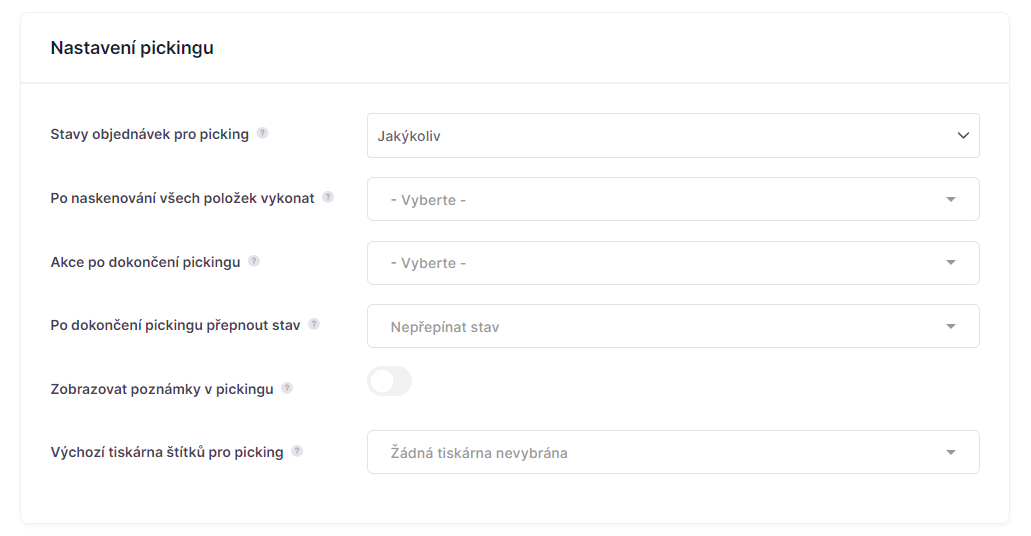 Nastavení pickingu
Stavy objednávek pro picking ?
Jakýkoliv
Po naskenování všech položek vykonat ?
- Vyberte -
Akce po dokončení pickingu ?
- Vyberte -
Po dokončení pickingu přepnout stav ?
Nepřepínat stav
Zobrazovat poznámky v pickingu ?
Výchozí tiskárna štítků pro picking ?
Žádná tiskárna nevybrána